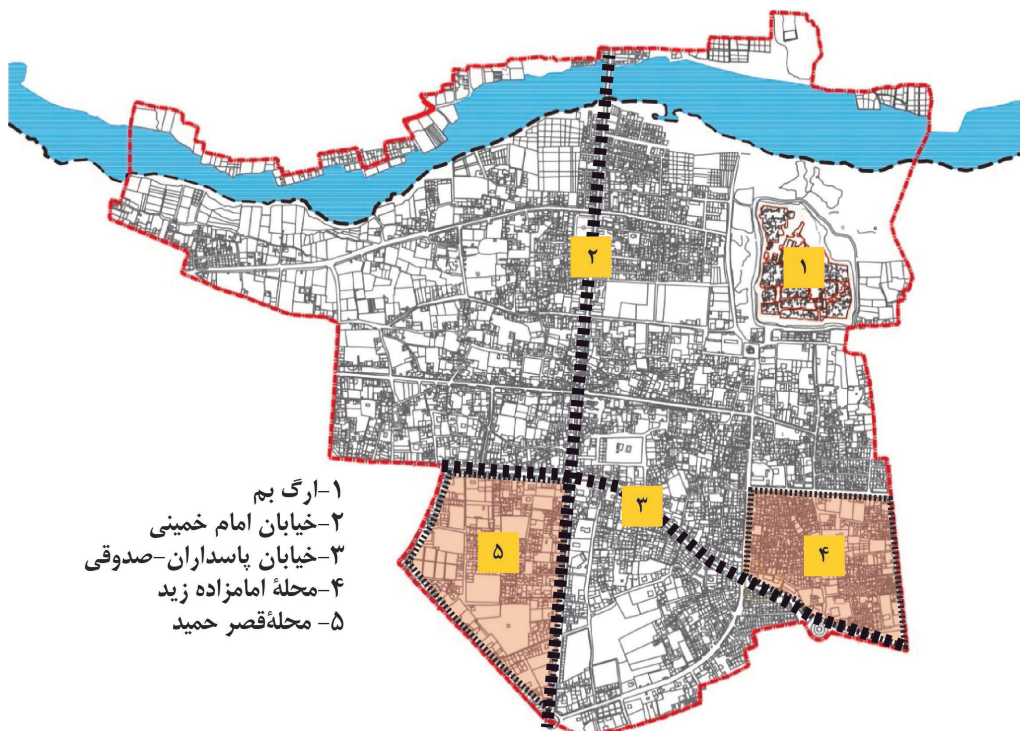 ۱
۲
۳
۴
۵
۱-ارگ بم
۲-خیابان امام خمینی
۳-خیابان پاسداران-صدوقی
۴-محلهٔ امامزاده زید
۵- محلهٔقصر حمید